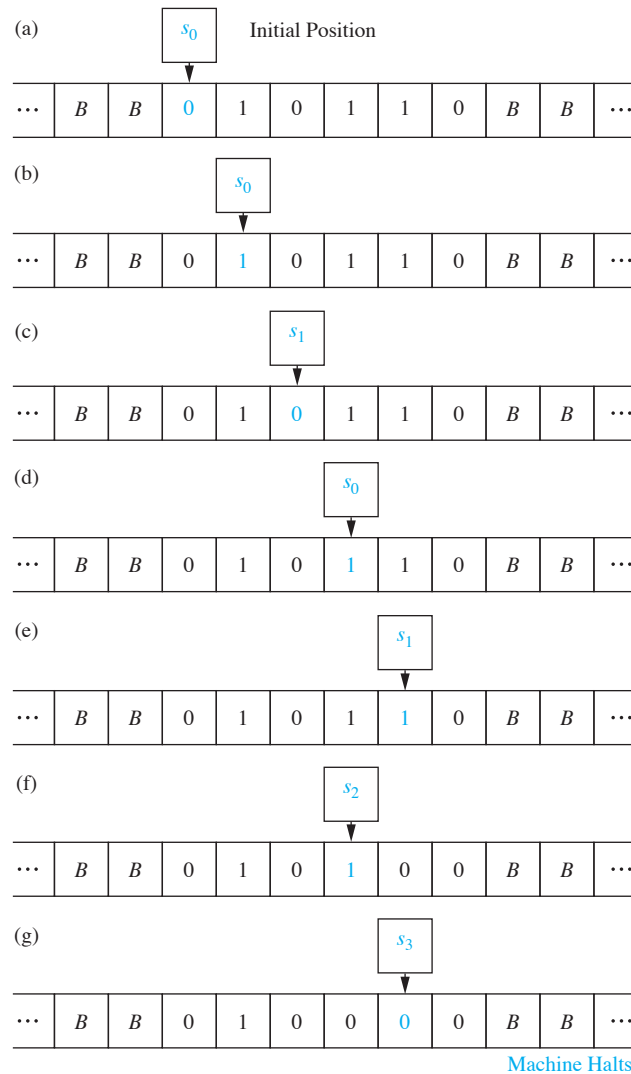 (a) s₀ Initial Position
··· B B 0 1 0 1 1 0 B B ···
(b) s₀
··· B B 0 1 0 1 1 0 B B ···
(c) s₁
··· B B 0 1 0 1 1 0 B B ···
(d) s₀
··· B B 0 1 0 1 1 0 B B ···
(e) s₁
··· B B 0 1 0 1 1 0 B B ···
(f) s₂
··· B B 0 1 0 1 0 0 B B ···
(g) s₃
··· B B 0 1 0 0 0 0 B B ···
Machine Halts